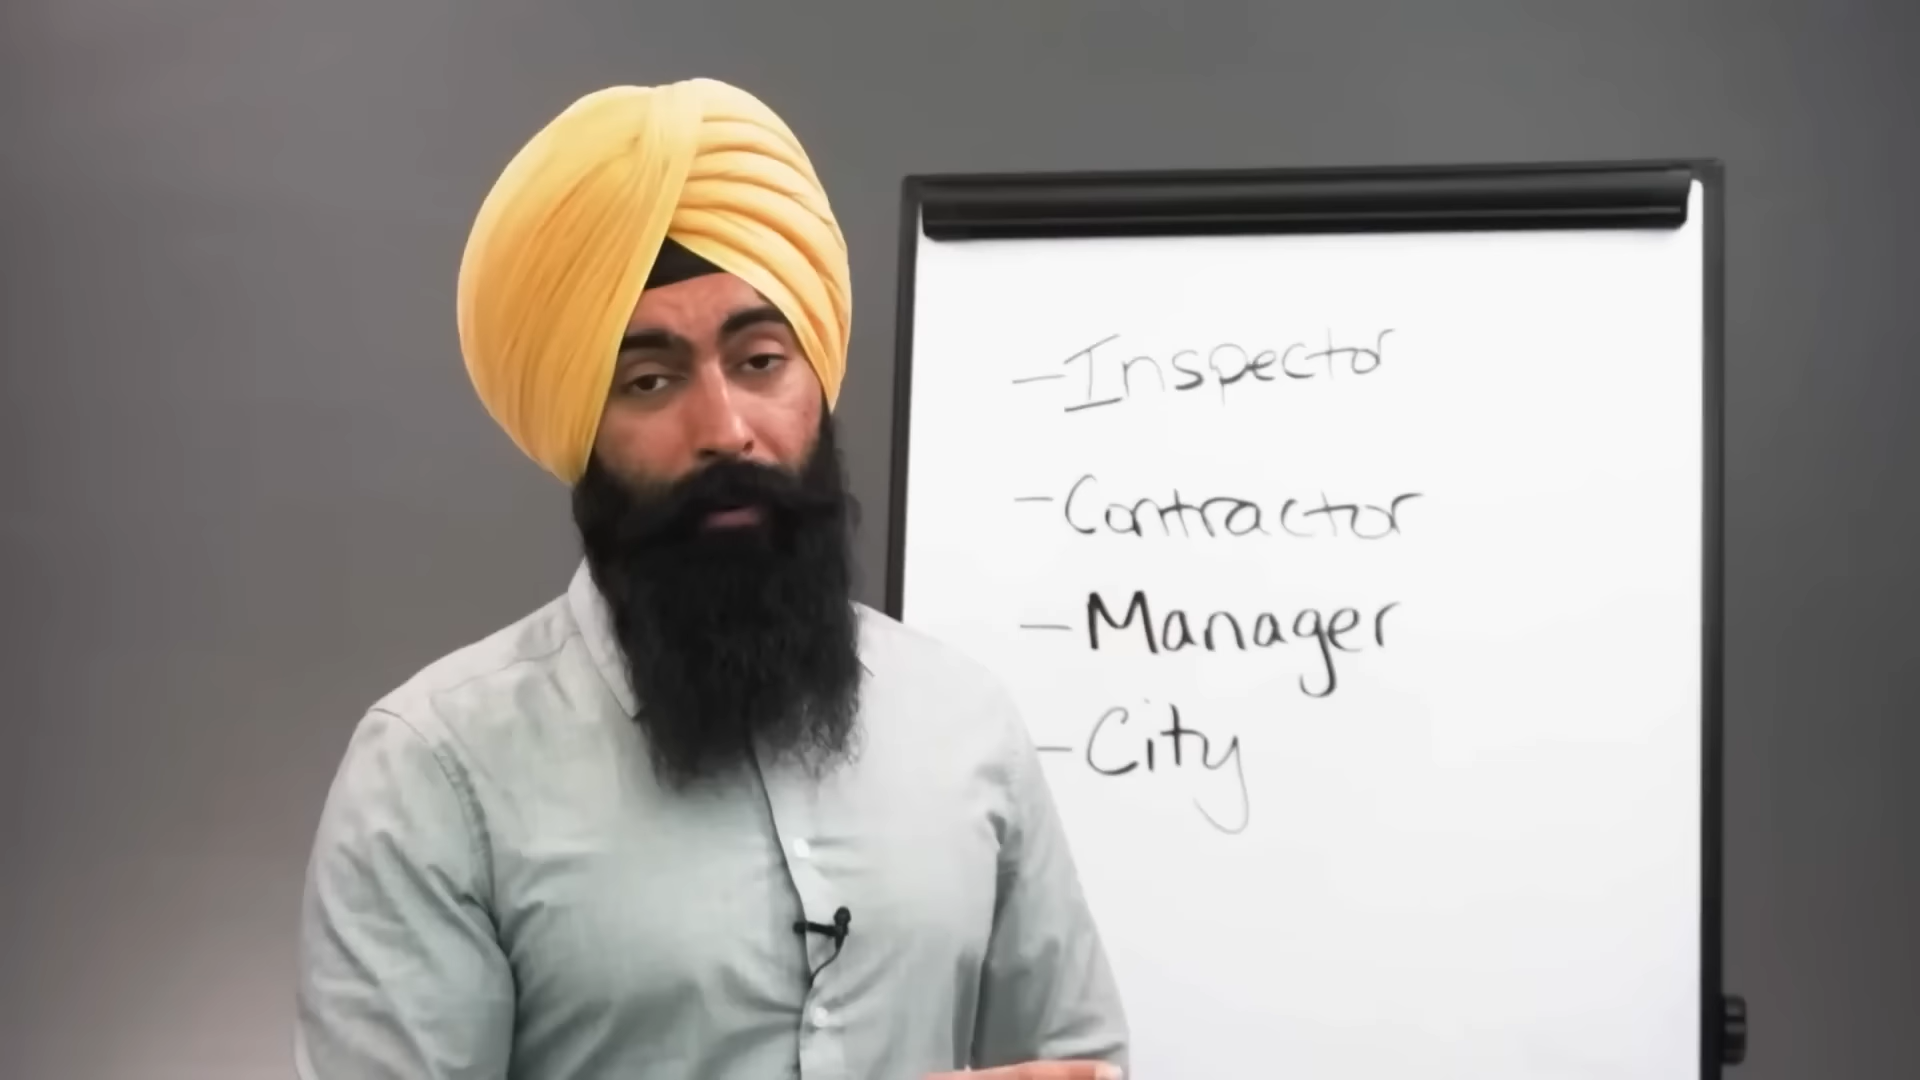 - Inspector
- Contractor
- Manager
- City